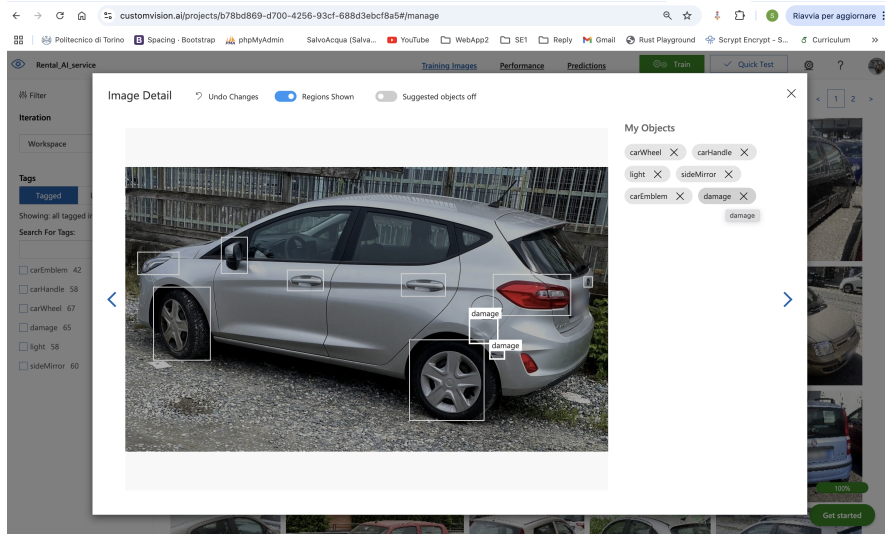 customvision.ai/projects/b78bd869-d700-4256-93cf-688d3ebcf8a5#/manage
S
Riavvia per aggiornare
Politecnico di Torino
B Spacing · Bootstrap
phpMyAdmin
SalvoAcqua (Salva...
YouTube
WebApp2
SE1
Reply
Gmail
Rust Playground
Scrypt Encrypt - S...
Curriculum
»
Rental_AI_service
Training Images
Performance
Predictions
Train
Quick Test
?
Filter
Iteration
Workspace
Tags
Tagged
Showing: all tagged i
Search For Tags:
carEmblem 42
carHandle 58
carWheel 67
damage 65
light 58
sideMirror 60
Image Detail
Undo Changes
Regions Shown
Suggested objects off
damage
damage
My Objects
carWheel
carHandle
light
sideMirror
carEmblem
damage
damage
< 1 2 >
100%
Get started